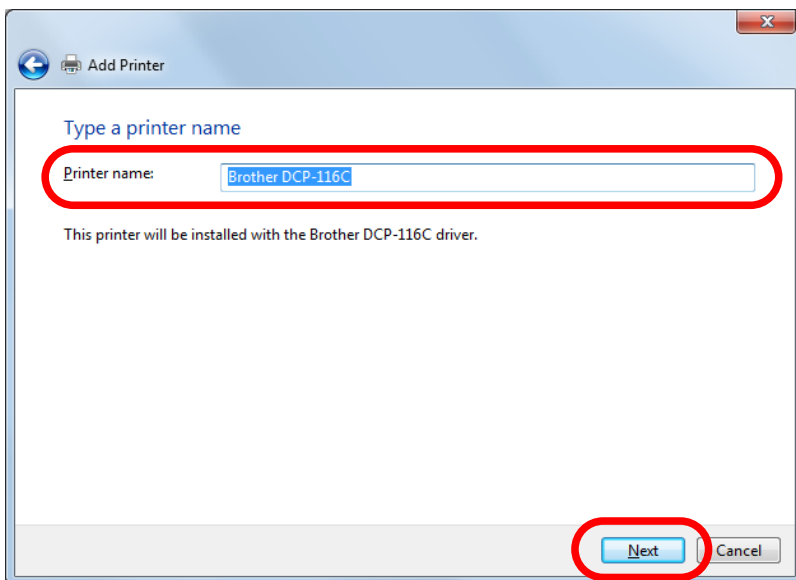 Add Printer
Type a printer name
Printer name: Brother DCP-116C
This printer will be installed with the Brother DCP-116C driver.
Next Cancel